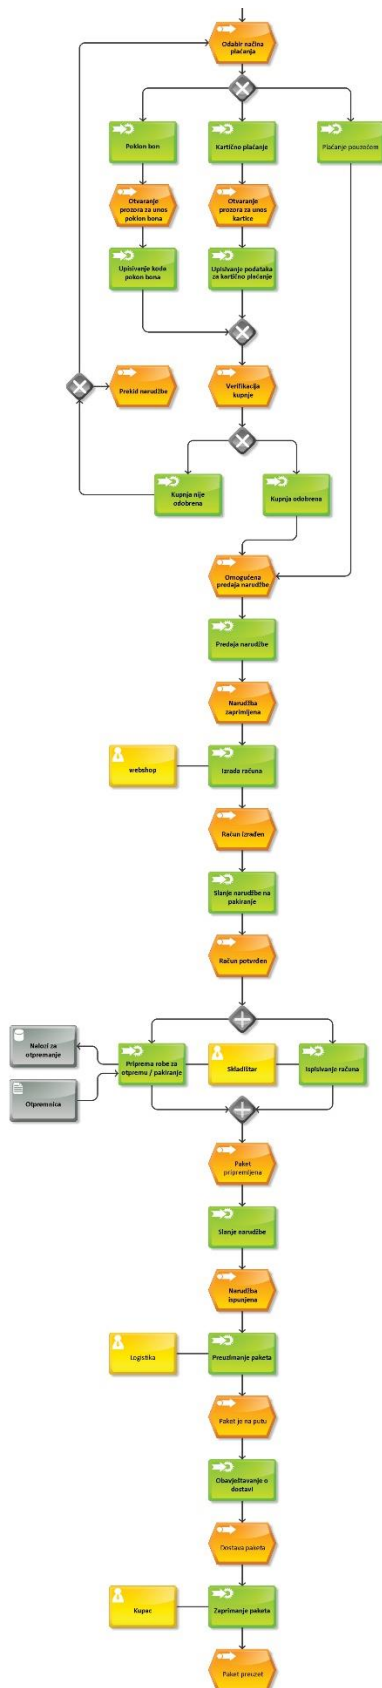 Odabir načina
plaćanja
Poklon bon
Kartično plaćanje
Plaćanje pouzećem
Otvaranje
prozora za unos
poklon bona
Otvaranje
prozora za unos
kartice
Upisivanje koda
pokon bona
Upisivanje podataka
za kartično plaćanje
Prekid narudžbe
Verifikacija
kupnje
Kupnja nije
odobrena
Kupnja odobrena
Omogućena
predaja narudžbe
Predaja narudžbe
Narudžba
zaprimljena
webshop
Izrada računa
Račun izrađen
Slanje narudžbe na
pakiranje
Račun potvrđen
Nalozi za
otpremanje
Priprema robe za
otpremu / pakiranje
Skladištar
Ispisivanje računa
Otpremnica
Paket
pripremljena
Slanje narudžbe
Narudžba
ispunjena
Logistika
Preuzimanje paketa
Paket je na putu
Obavještavanje o
dostavi
Dostava paketa
Kupac
Zaprimanje paketa
Paket preuzet